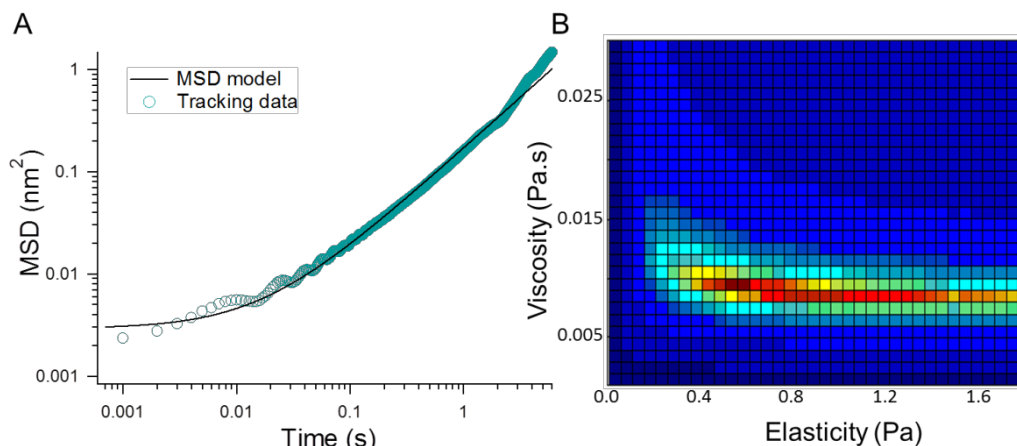 A
MSD (nm²)
1
0.1
0.01
0.001
MSD model
Tracking data
0.001
0.01
0.1
1
Time (s)
B
Viscosity (Pa.s)
0.025
0.015
0.005
0.0
0.4
0.8
1.2
1.6
Elasticity (Pa)